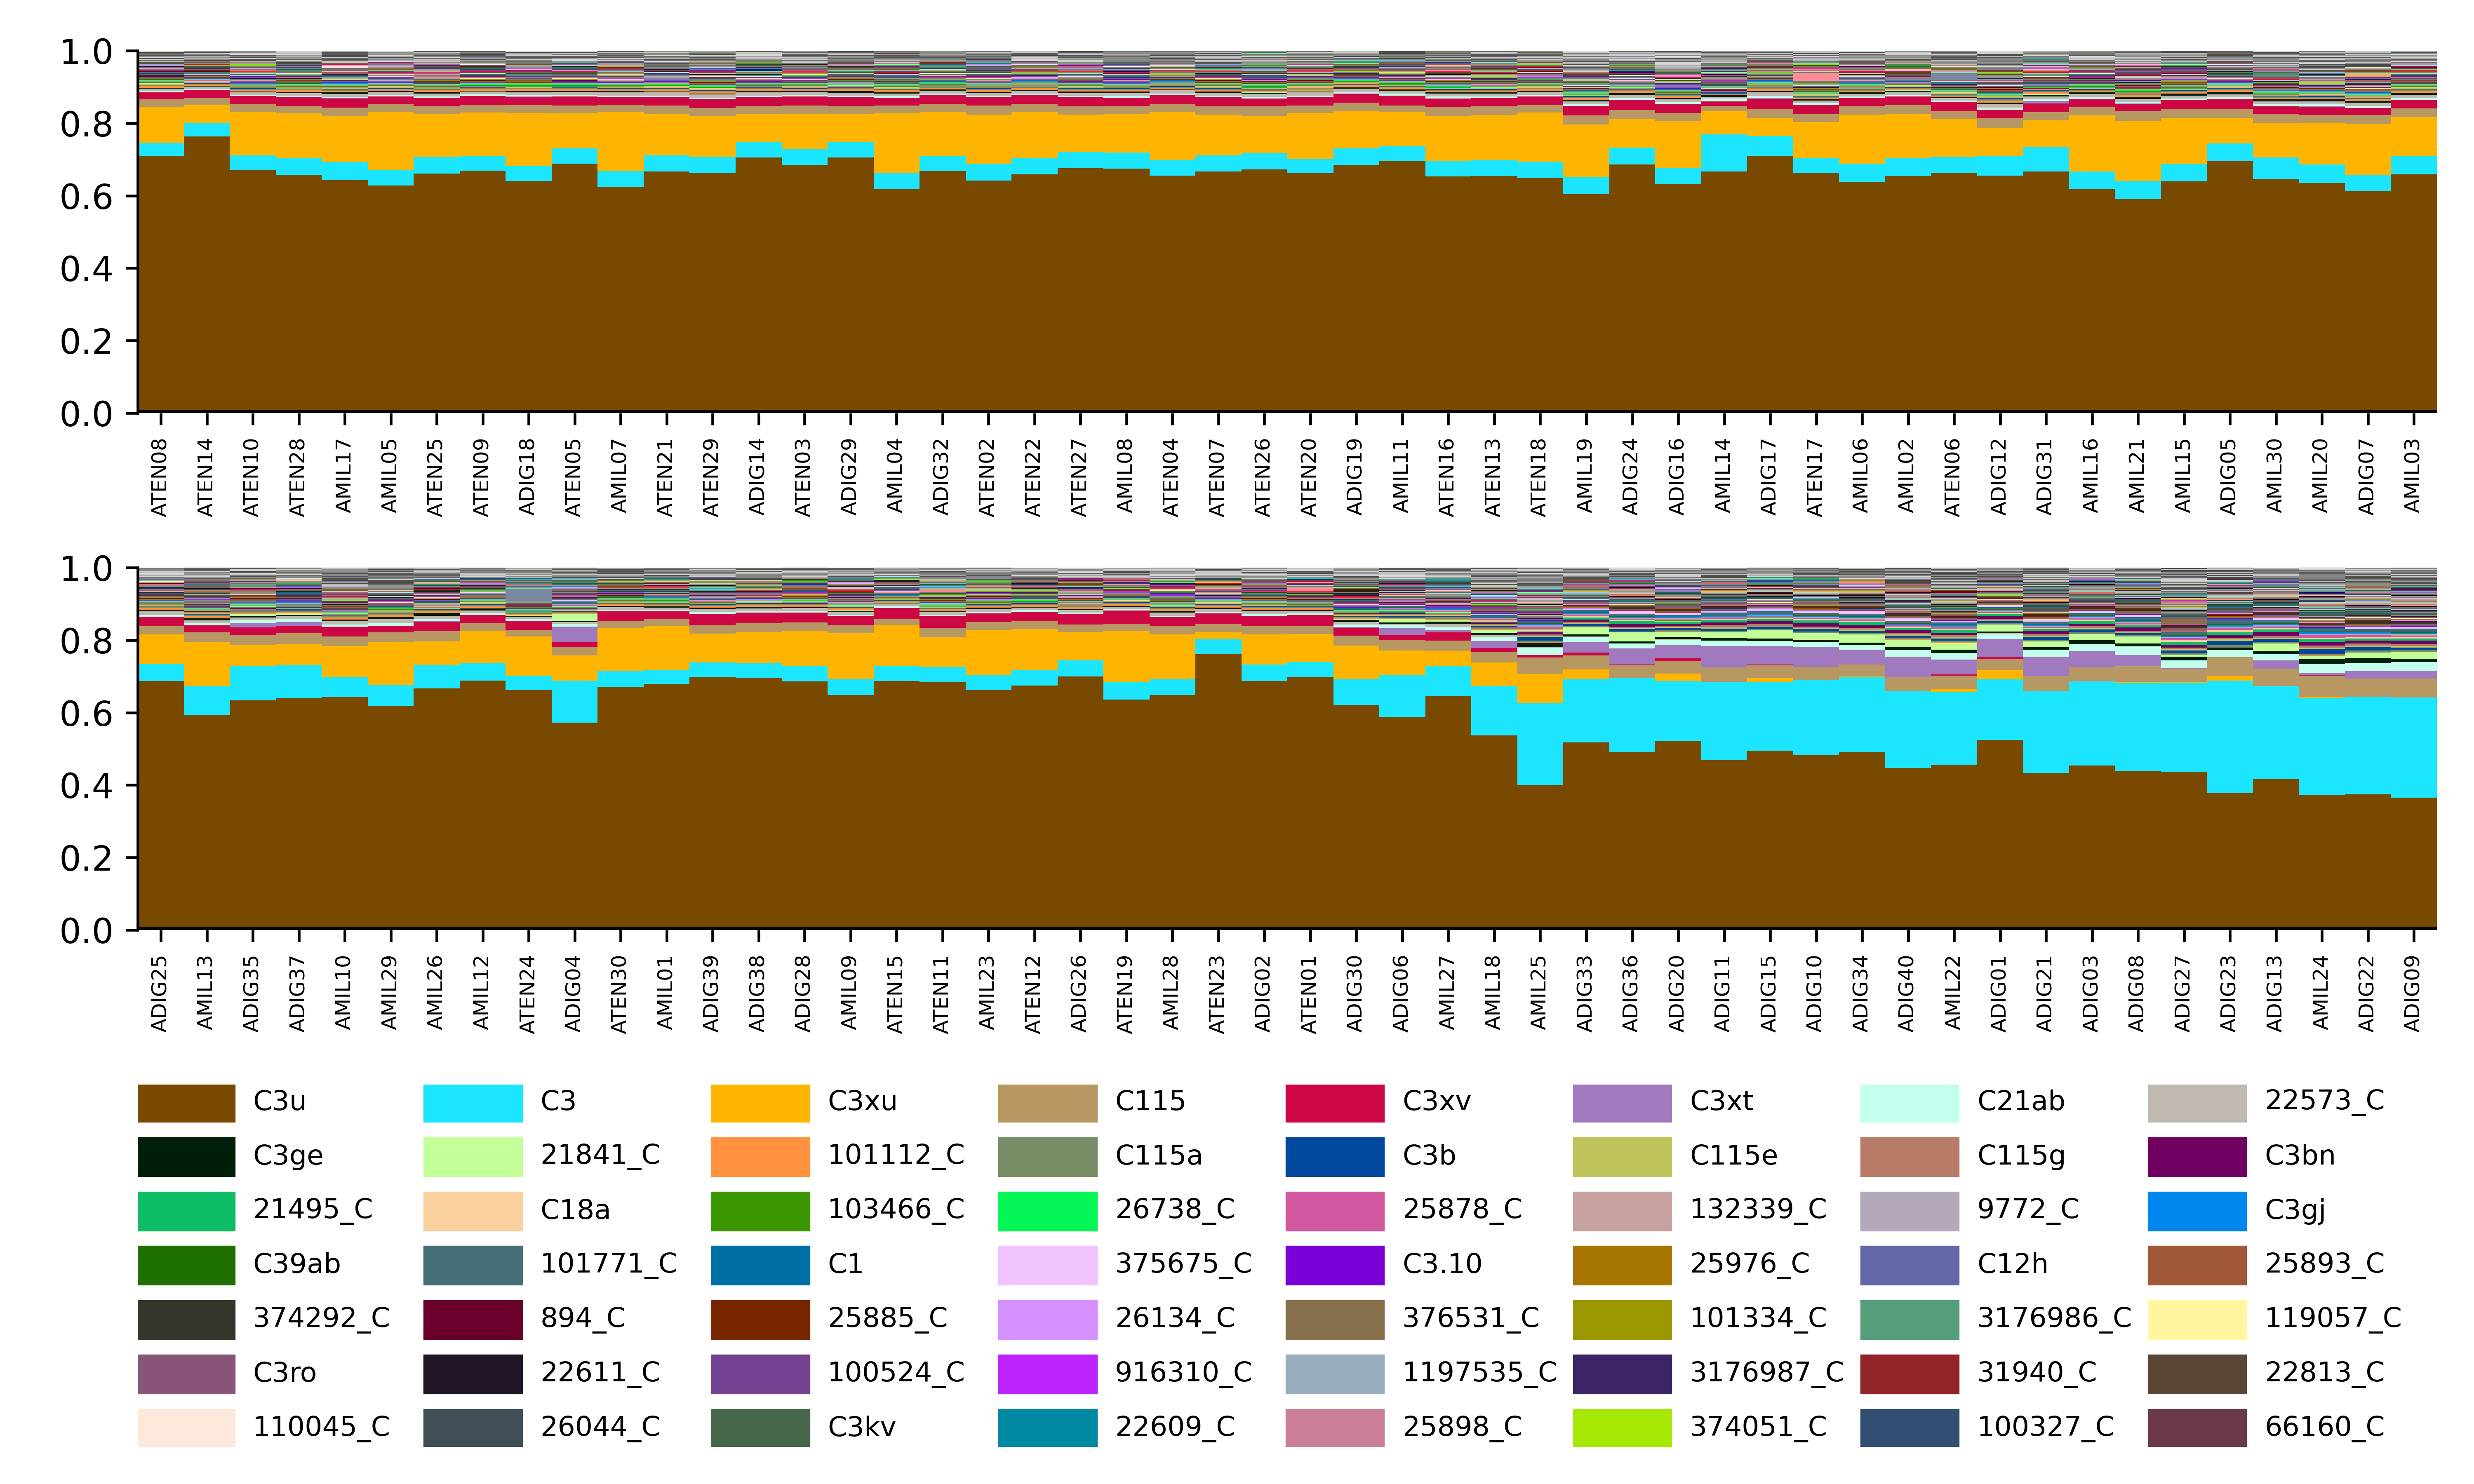 1.0
0.8
0.6
0.4
0.2
0.0
ATEN08 ATEN14 ATEN10 ATEN28 AMIL17 AMIL05 ATEN25 ATEN09 ADIG18 ATEN05 AMIL07 ATEN21 ATEN29 ADIG14 ATEN03 ADIG29 AMIL04 ADIG32 ATEN02 ATEN22 ATEN27 AMIL08 ATEN04 ATEN07 ATEN26 ATEN20 ADIG19 AMIL11 ATEN16 ATEN13 ATEN18 AMIL19 ADIG24 ADIG16 AMIL14 ADIG17 ATEN17 AMIL06 AMIL02 ATEN06 ADIG12 ADIG31 AMIL16 AMIL21 AMIL15 ADIG05 AMIL30 AMIL20 ADIG07 AMIL03
1.0
0.8
0.6
0.4
0.2
0.0
ADIG25 AMIL13 ADIG35 ADIG37 AMIL10 AMIL29 AMIL26 AMIL12 ATEN24 ADIG04 ATEN30 AMIL01 ADIG39 ADIG38 ADIG28 AMIL09 ATEN15 ATEN11 AMIL23 ATEN12 ADIG26 ATEN19 AMIL28 ATEN23 ADIG02 ATEN01 ADIG30 ADIG06 AMIL27 AMIL18 AMIL25 ADIG33 ADIG36 ADIG20 ADIG11 ADIG15 ADIG10 ADIG34 ADIG40 AMIL22 ADIG01 ADIG21 ADIG03 ADIG08 ADIG27 ADIG23 ADIG13 AMIL24 ADIG22 ADIG09
C3u C3 C3xu C115 C3xv C3xt C21ab 22573_C
C3ge 21841_C 101112_C C115a C3b C115e C115g C3bn
21495_C C18a 103466_C 26738_C 25878_C 132339_C 9772_C C3gj
C39ab 101771_C C1 375675_C C3.10 25976_C C12h 25893_C
374292_C 894_C 25885_C 26134_C 376531_C 101334_C 3176986_C 119057_C
C3ro 22611_C 100524_C 916310_C 1197535_C 3176987_C 31940_C 22813_C
110045_C 26044_C C3kv 22609_C 25898_C 374051_C 100327_C 66160_C